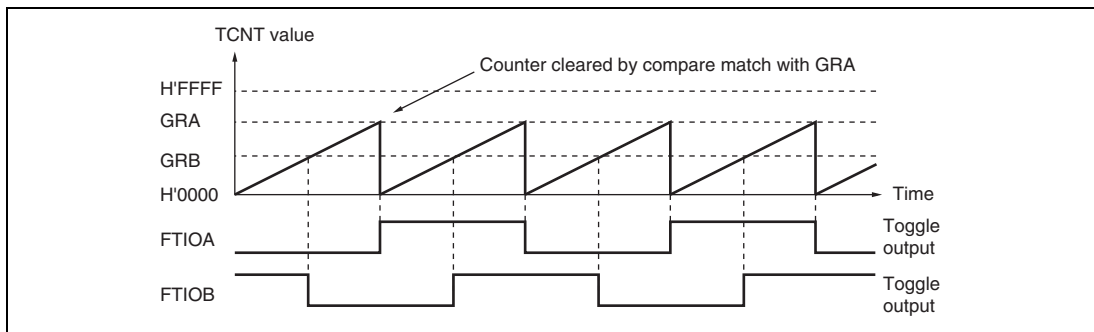 TCNT value
Counter cleared by compare match with GRA
H'FFFF
GRA
GRB
H'0000
Time
FTIOA
Toggle
output
FTIOB
Toggle
output